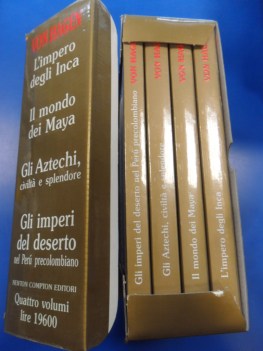 VON HAGEN
L'impero
degli Inca
Il mondo
dei Maya
Gli Aztechi,
civiltà e splendore
Gli imperi
del deserto
nel Perù precolombiano
NEWTON COMPTON EDITORI
Quattro volumi
lire 19600
VON HAGEN
Gli imperi del deserto nel Perù precolombiano
VON HAGEN
Gli Aztechi, civiltà e splendore
VON HAGEN
Il mondo dei Maya
VON HAGEN
L'impero degli Inca